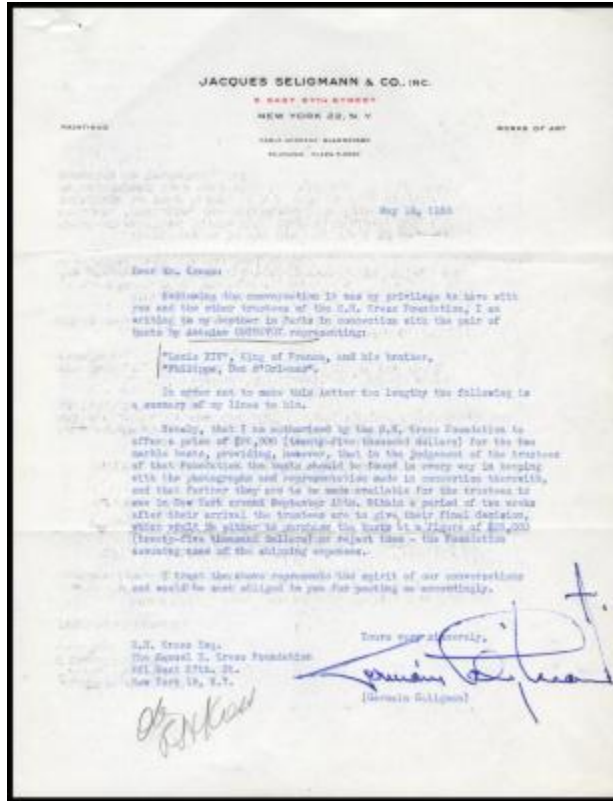 JACQUES SELIGMANN & CO., INC.
5 EAST 57TH STREET
NEW YORK 22, N. Y.
PAINTINGS
WORKS OF ART
May
Dear Mr. Kress:
Following the conversation it was my privilege to have with
you and the other trustees of the S.H. Kress Foundation, I am
writing to my brother in Paris in connection with the pair of
busts by Antoine COYSEVOX representing:
"Louis XIV", King of France, and his brother,
"Philippe, Duc d'Orleans".
In order not to make this letter too lengthy the following is
a summary of my lines to him.
Namely, that I am authorized by the S.H. Kress Foundation to
offer a price of $25,000 (twenty-five thousand dollars) for the two
marble busts, providing, however, that in the judgement of the trustees
of that Foundation the busts should be found in every way in keeping
with the photographs and representation made in connection therewith,
and that further they are to be made available for the trustees to
see in New York around September 15th. Within a period of two weeks
after their arrival the trustees are to give their final decision,
which would be either to purchase the busts at a figure of $25,000
(twenty-five thousand dollars) or reject them - the Foundation
assuming none of the shipping expenses.
I trust the above represents the spirit of our conversations
and would be most obliged to you for posting me accordingly.
Yours very sincerely,
Kress Esq.
The Samuel H. Kress Foundation
New York N.Y.
(Germain Seligman)